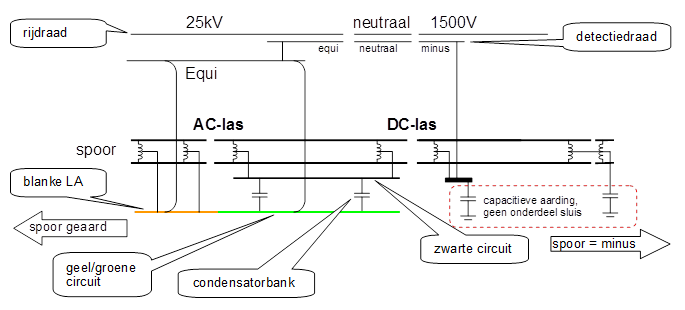 25kV neutraal 1500V
rijdraad
detectiedraad
equi neutraal minus
Equi
AC-las DC-las
spoor
blanke LA
capacitieve aarding,
geen onderdeel sluis
spoor geaard
zwarte circuit
spoor = minus
geel/groene
circuit
condensatorbank